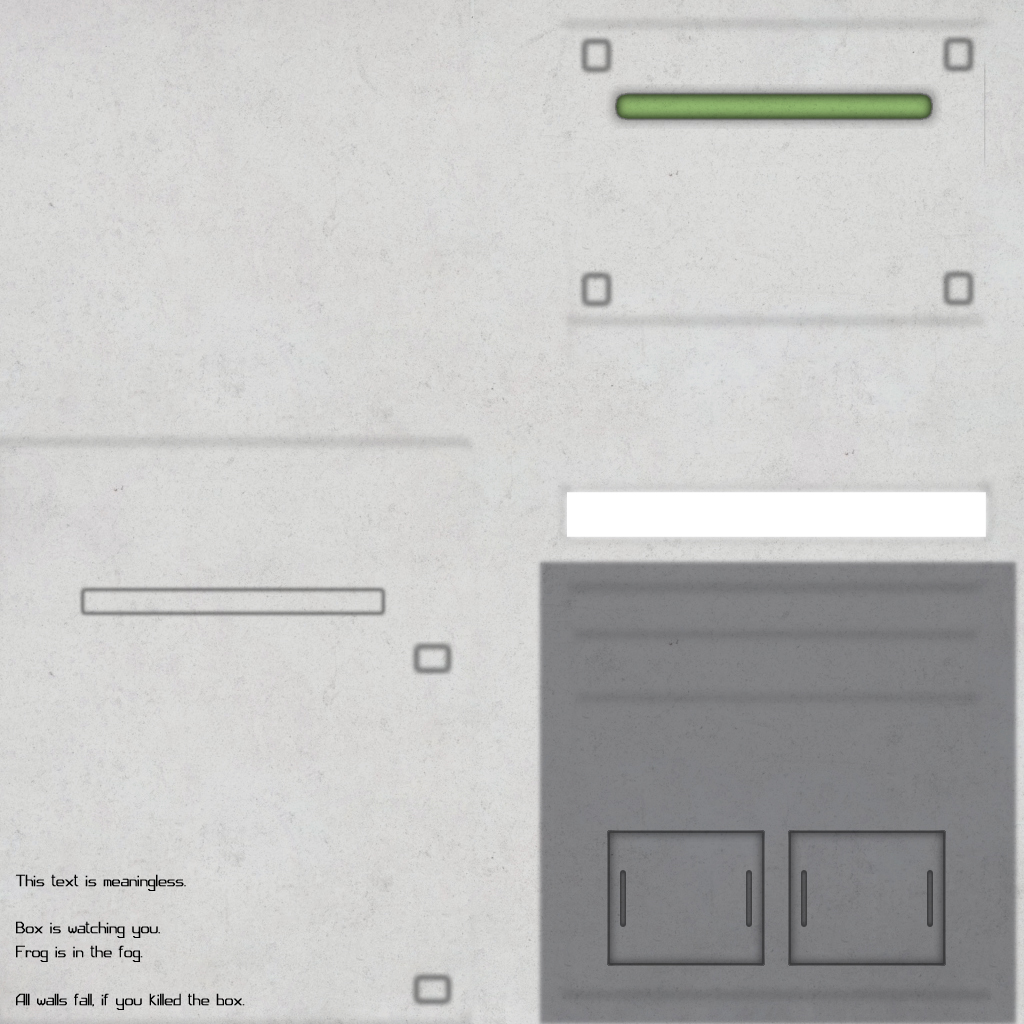 This text is meaningless.
Box is watching you.
Frog is in the fog.
All walls fall, if you killed the box.